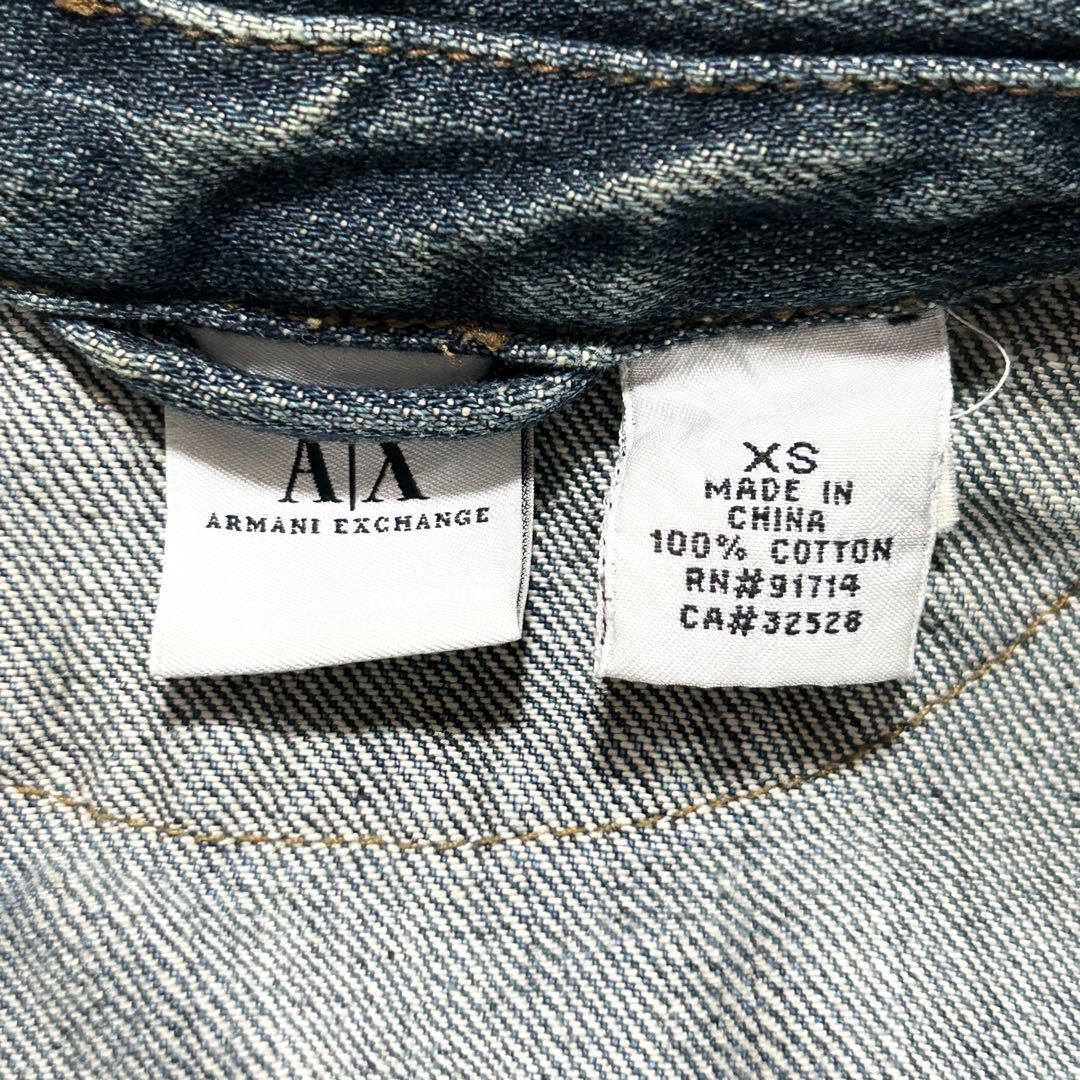 A|X
ARMANI EXCHANGE
XS
MADE IN
CHINA
100% COTTON
RN#91714
CA#32528